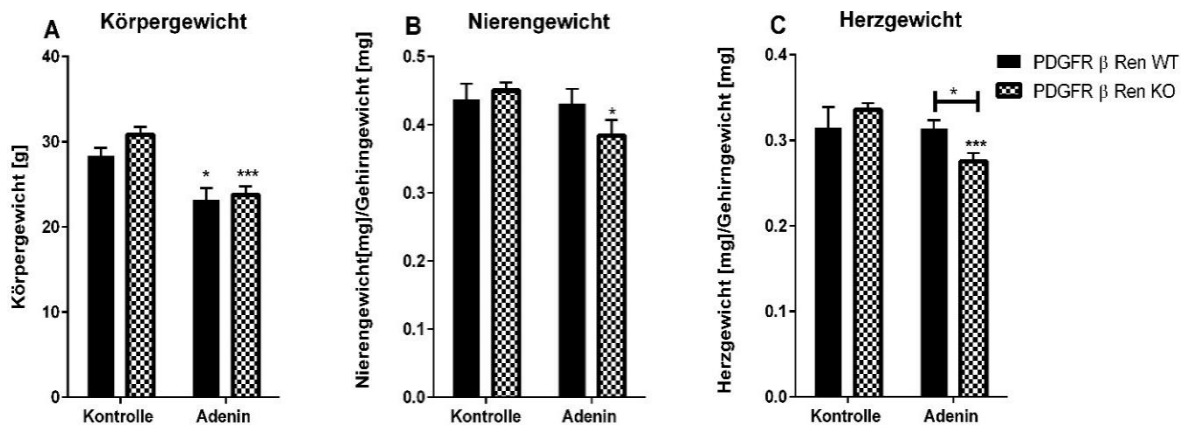 A
Körpergewicht
Körpergewicht [g]
40
30
20
10
0
*
***
Kontrolle
Adenin
B
Nierengewicht
Nierengewicht[mg]/Gehirngewicht [mg]
0.5
0.4
0.3
0.2
0.1
0.0
*
Kontrolle
Adenin
C
Herzgewicht
Herzgewicht [mg]/Gehirngewicht [mg]
0.4
0.3
0.2
0.1
0.0
*
***
Kontrolle
Adenin
PDGFR β Ren WT
PDGFR β Ren KO